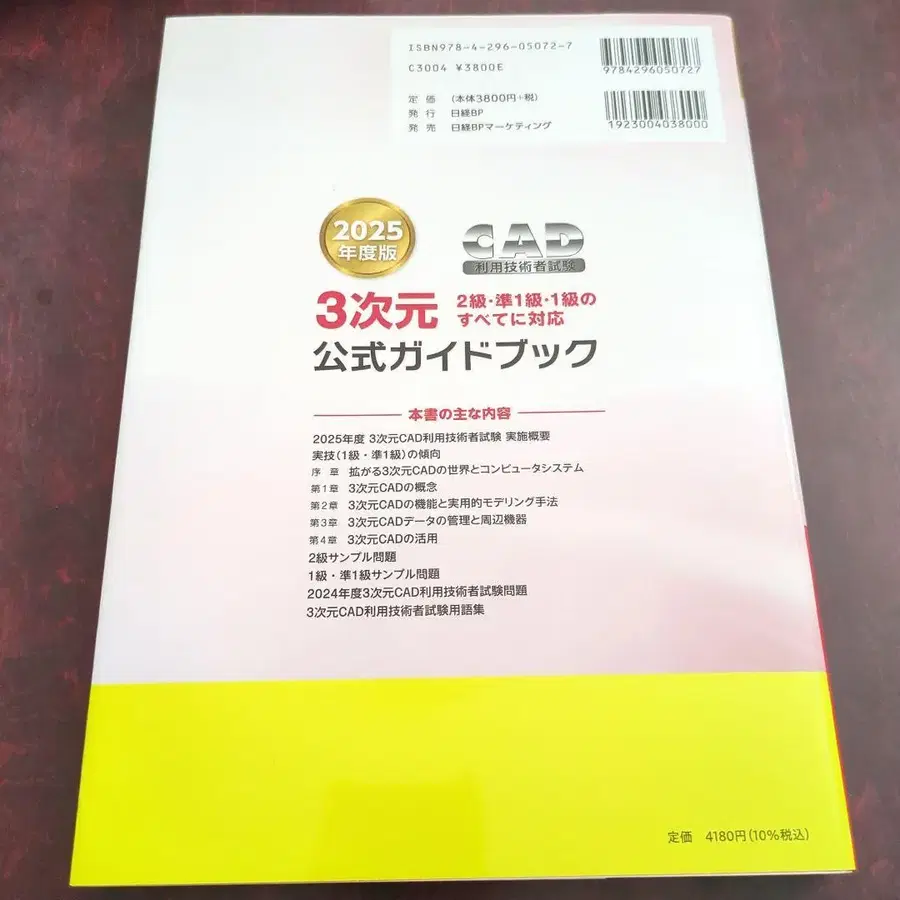 ISBN978-4-296-05072-7
C3004 ¥3800E
定価 (本体3800円+税)
発行 日経BP
発売 日経BPマーケティング
9784296050727
1923004038000
2025
年度版
CAD
利用技術者試験
3次元
2級・準1級・1級の
すべてに対応
公式ガイドブック
本書の主な内容
2025年度 3次元CAD利用技術者試験 実施概要
実技(1級・準1級)の傾向
序章 拡がる3次元CADの世界とコンピュータシステム
第1章 3次元CADの概念
第2章 3次元CADの機能と実用的モデリング手法
第3章 3次元CADデータの管理と周辺機器
第4章 3次元CADの活用
2級サンプル問題
1級・準1級サンプル問題
2024年度3次元CAD利用技術者試験問題
3次元CAD利用技術者試験用語集
定価 4180円(10%税込)